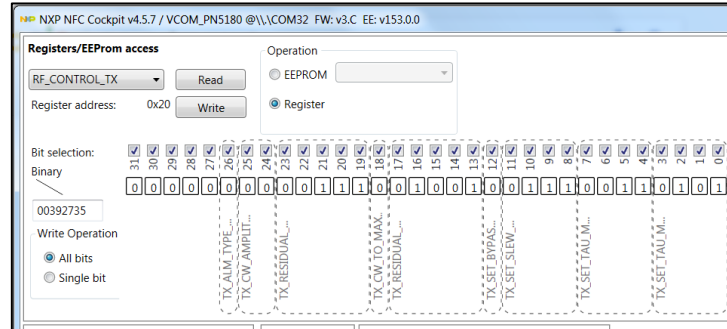 NXP NFC Cockpit v4.5.7 / VCOM_PN5180 @\\.\COM32 FW: v3.C EE: v153.0.0
Registers/EEProm access
Operation
RF_CONTROL_TX
Read
EEPROM
Register address: 0x20
Write
Register
Bit selection:
31 30 29 28 27 26 25 24 23 22 21 20 19 18 17 16 15 14 13 12 11 10 9 8 7 6 5 4 3 2 1 0
Binary
0 0 0 0 0 0 0 0 0 0 1 1 1 0 0 1 0 0 1 0 0 1 1 1 0 0 1 1 0 1 0 1
00392735
Write Operation
All bits
Single bit
TX_ALM_TYPE_...
TX_CW_AMPLIT...
TX_RESIDUAL_...
TX_CW_TO_MAX...
TX_RESIDUAL_...
TX_SET_BYPAS...
TX_SET_SLEW_...
TX_SET_TAU_M...
TX_SET_TAU_M...